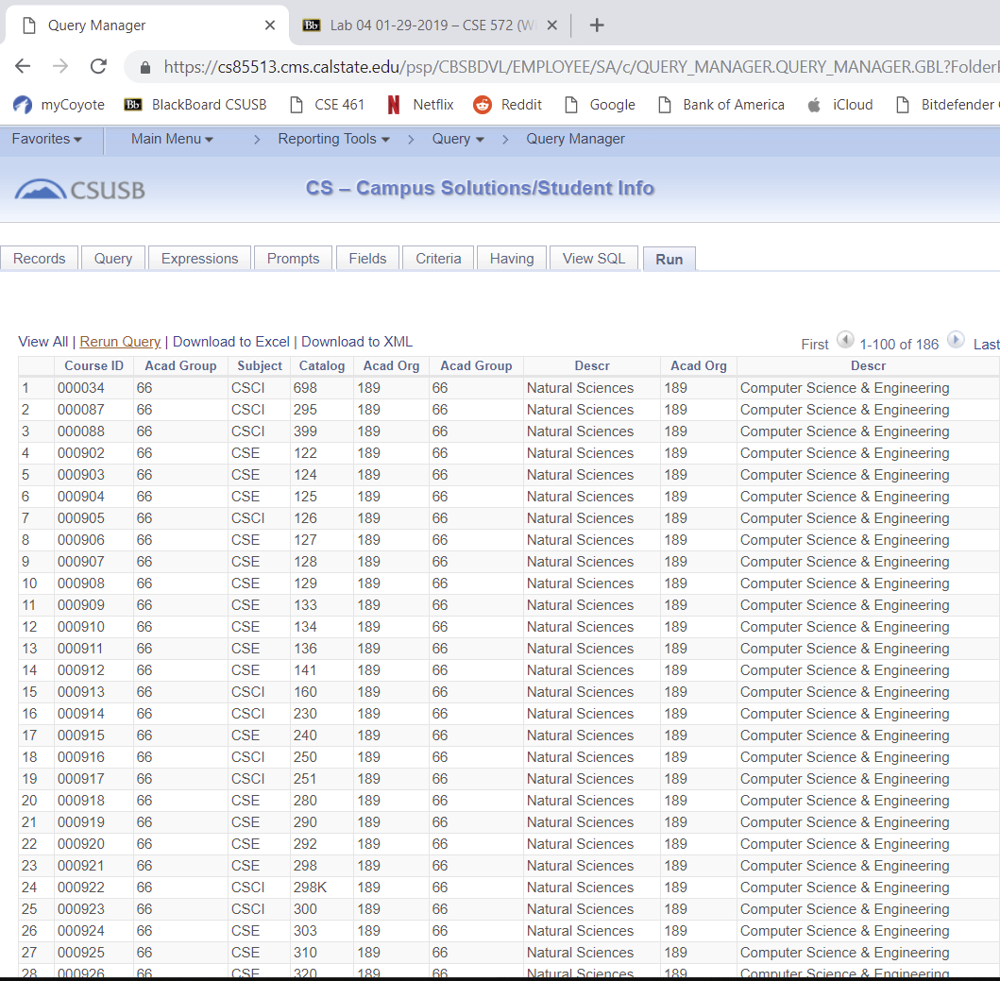 Query Manager
Bb Lab 04 01-29-2019 – CSE 572 (W
https://cs85513.cms.calstate.edu/psp/CBSBDVL/EMPLOYEE/SA/c/QUERY_MANAGER.QUERY_MANAGER.GBL?Folder
myCoyote Bb BlackBoard CSUSB CSE 461 Netflix Reddit Google Bank of America iCloud Bitdefender
Favorites Main Menu > Reporting Tools > Query > Query Manager
CSUSB CS – Campus Solutions/Student Info
Records Query Expressions Prompts Fields Criteria Having View SQL Run
View All | Rerun Query | Download to Excel | Download to XML First 1-100 of 186 Last
Course ID Acad Group Subject Catalog Acad Org Acad Group Descr Acad Org Descr
1 000034 66 CSCI 698 189 66 Natural Sciences 189 Computer Science & Engineering
2 000087 66 CSCI 295 189 66 Natural Sciences 189 Computer Science & Engineering
3 000088 66 CSCI 399 189 66 Natural Sciences 189 Computer Science & Engineering
4 000902 66 CSE 122 189 66 Natural Sciences 189 Computer Science & Engineering
5 000903 66 CSE 124 189 66 Natural Sciences 189 Computer Science & Engineering
6 000904 66 CSE 125 189 66 Natural Sciences 189 Computer Science & Engineering
7 000905 66 CSCI 126 189 66 Natural Sciences 189 Computer Science & Engineering
8 000906 66 CSE 127 189 66 Natural Sciences 189 Computer Science & Engineering
9 000907 66 CSE 128 189 66 Natural Sciences 189 Computer Science & Engineering
10 000908 66 CSE 129 189 66 Natural Sciences 189 Computer Science & Engineering
11 000909 66 CSE 133 189 66 Natural Sciences 189 Computer Science & Engineering
12 000910 66 CSE 134 189 66 Natural Sciences 189 Computer Science & Engineering
13 000911 66 CSE 136 189 66 Natural Sciences 189 Computer Science & Engineering
14 000912 66 CSE 141 189 66 Natural Sciences 189 Computer Science & Engineering
15 000913 66 CSCI 160 189 66 Natural Sciences 189 Computer Science & Engineering
16 000914 66 CSCI 230 189 66 Natural Sciences 189 Computer Science & Engineering
17 000915 66 CSE 240 189 66 Natural Sciences 189 Computer Science & Engineering
18 000916 66 CSCI 250 189 66 Natural Sciences 189 Computer Science & Engineering
19 000917 66 CSCI 251 189 66 Natural Sciences 189 Computer Science & Engineering
20 000918 66 CSE 280 189 66 Natural Sciences 189 Computer Science & Engineering
21 000919 66 CSE 290 189 66 Natural Sciences 189 Computer Science & Engineering
22 000920 66 CSE 292 189 66 Natural Sciences 189 Computer Science & Engineering
23 000921 66 CSE 298 189 66 Natural Sciences 189 Computer Science & Engineering
24 000922 66 CSCI 298K 189 66 Natural Sciences 189 Computer Science & Engineering
25 000923 66 CSCI 300 189 66 Natural Sciences 189 Computer Science & Engineering
26 000924 66 CSE 303 189 66 Natural Sciences 189 Computer Science & Engineering
27 000925 66 CSE 310 189 66 Natural Sciences 189 Computer Science & Engineering
28 000926 66 CSE 320 189 66 Natural Sciences 189 Computer Science & Engineering